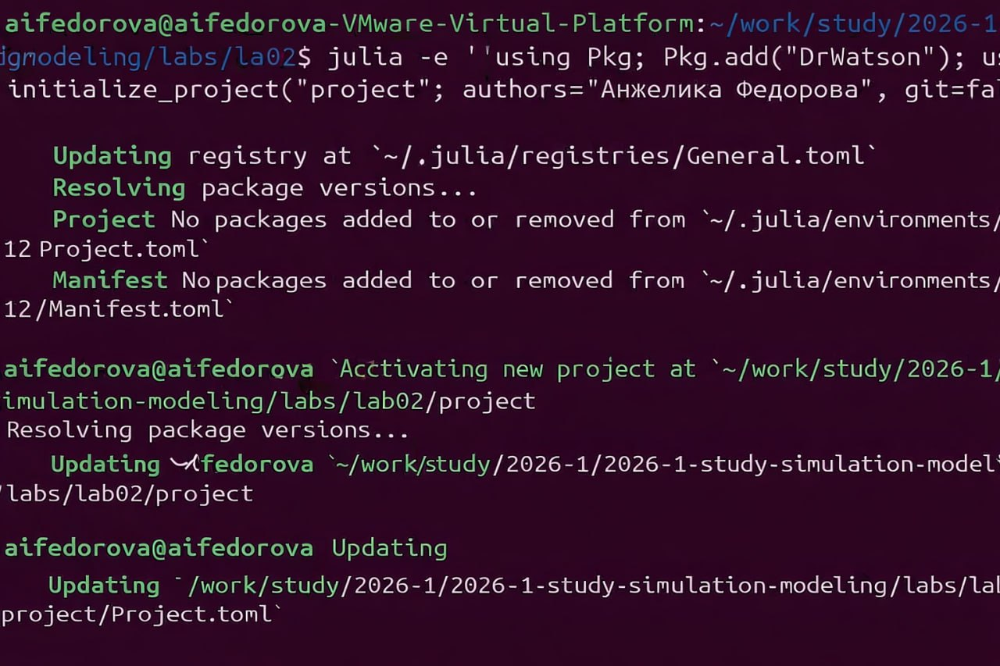 aifedorova@aifedorova-VMware-Virtual-Platform:~/work/study/2026-1
gmodeling/labs/la02$ julia -e ''using Pkg; Pkg.add("DrWatson");
initialize_project("project"; authors="Анжелика Федорова", git=fa
Updating registry at `~/.julia/registries/General.toml`
Resolving package versions...
Project No packages added to or removed from `~/.julia/environments/
12 Project.toml`
Manifest No packages added to or removed from `~/.julia/environments/
12/Manifest.toml`
aifedorova@aifedorova `Acctivating new project at `~/work/study/2026-1/
imulation-modeling/labs/lab02/project
Resolving package versions...
Updating fedorova `~/work/study/2026-1/2026-1-study-simulation-model
/labs/lab02/project
aifedorova@aifedorova Updating
Updating `/work/study/2026-1/2026-1-study-simulation-modeling/labs/lab
project/Project.toml`